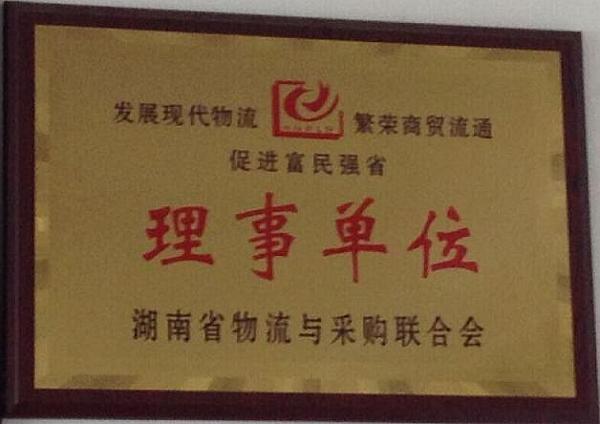 发展现代物流 繁荣商贸流通
促进富民强省
理事单位
湖南省物流与采购联合会